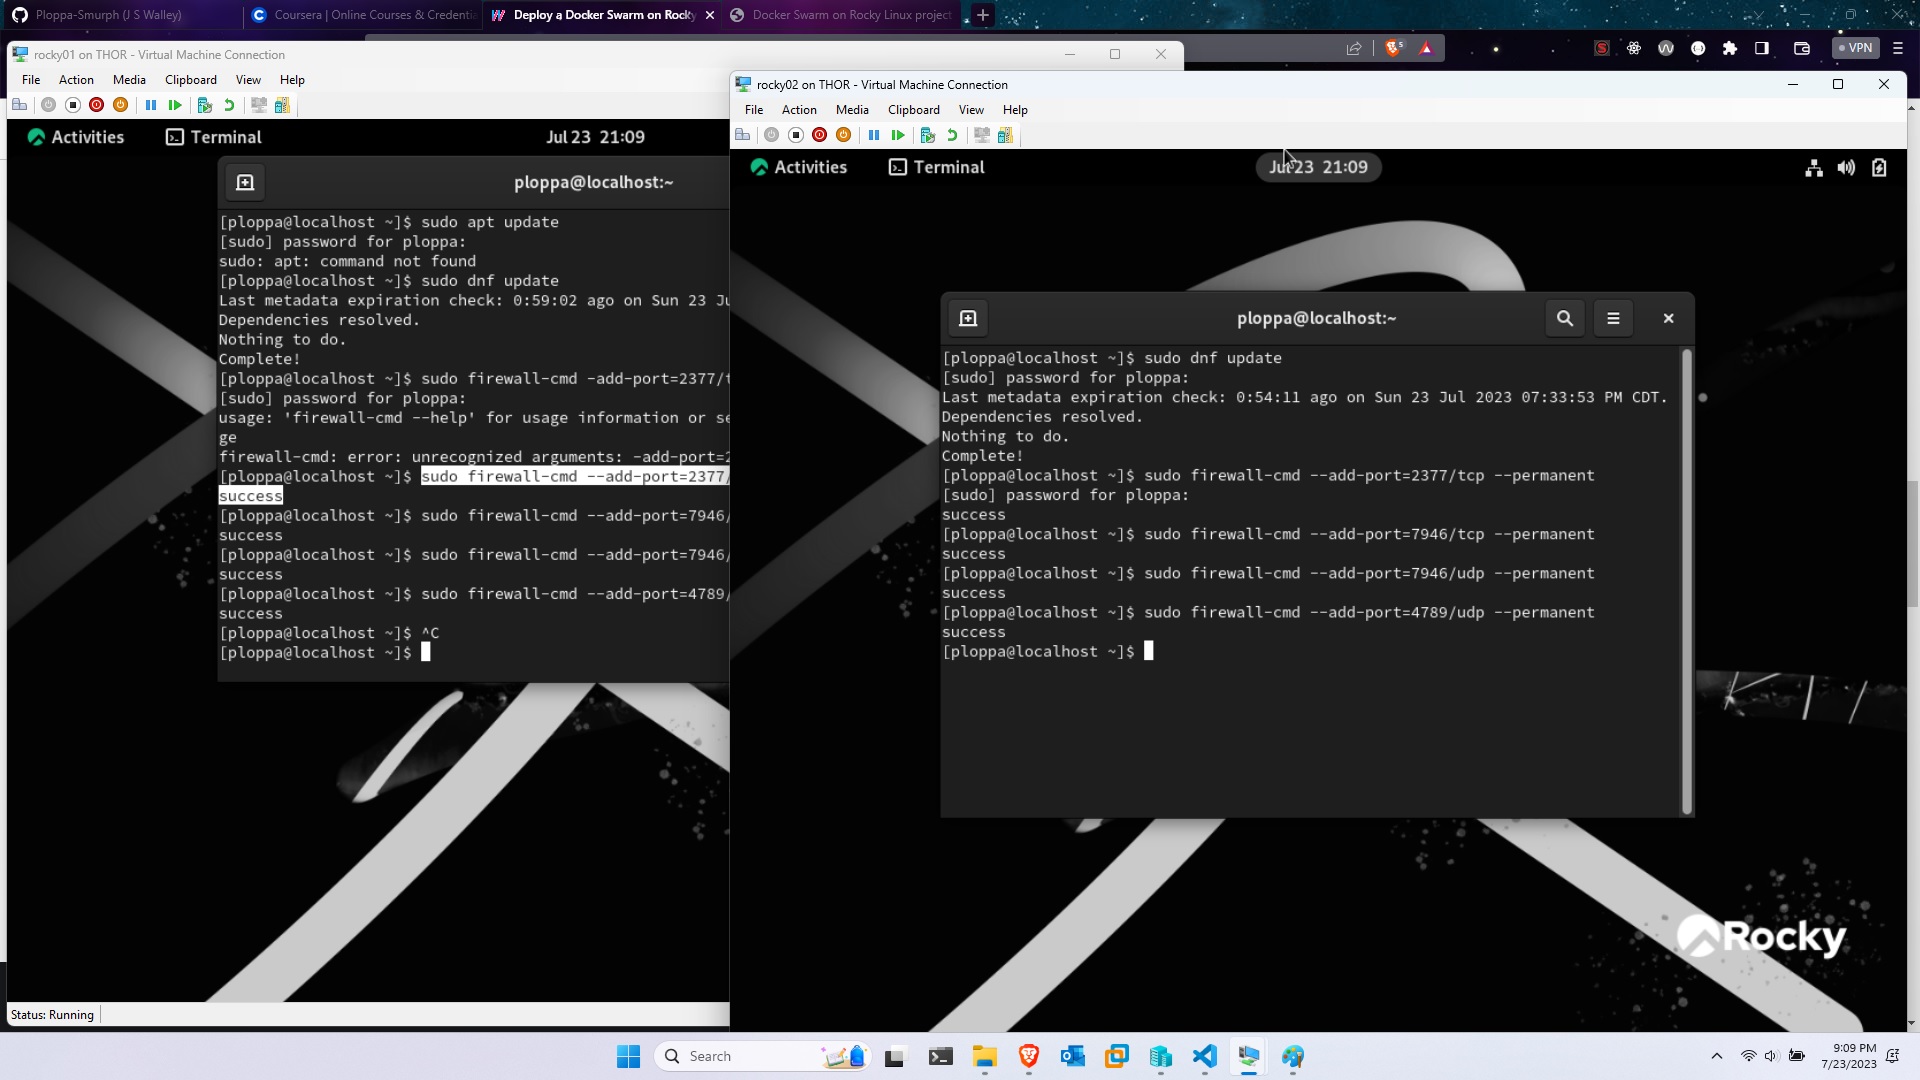 Ploppa-Smurph (J S Walley)
Coursera | Online Courses & Credentia
Deploy a Docker Swarm on Rocky
Docker Swarm on Rocky Linux project
VPN
rocky01 on THOR - Virtual Machine Connection
File Action Media Clipboard View Help
Activities Terminal Jul 23 21:09
ploppa@localhost:~
[ploppa@localhost ~]$ sudo apt update
[sudo] password for ploppa:
sudo: apt: command not found
[ploppa@localhost ~]$ sudo dnf update
Last metadata expiration check: 0:59:02 ago on Sun 23 Ju
Dependencies resolved.
Nothing to do.
Complete!
[ploppa@localhost ~]$ sudo firewall-cmd -add-port=2377/t
[sudo] password for ploppa:
usage: 'firewall-cmd --help' for usage information or se
ge
firewall-cmd: error: unrecognized arguments: -add-port=2
[ploppa@localhost ~]$ sudo firewall-cmd --add-port=2377/
success
[ploppa@localhost ~]$ sudo firewall-cmd --add-port=7946/
success
[ploppa@localhost ~]$ sudo firewall-cmd --add-port=7946/
success
[ploppa@localhost ~]$ sudo firewall-cmd --add-port=4789/
success
[ploppa@localhost ~]$ ^C
[ploppa@localhost ~]$
Status: Running
rocky02 on THOR - Virtual Machine Connection
File Action Media Clipboard View Help
Activities Terminal Jul 23 21:09
ploppa@localhost:~
[ploppa@localhost ~]$ sudo dnf update
[sudo] password for ploppa:
Last metadata expiration check: 0:54:11 ago on Sun 23 Jul 2023 07:33:53 PM CDT.
Dependencies resolved.
Nothing to do.
Complete!
[ploppa@localhost ~]$ sudo firewall-cmd --add-port=2377/tcp --permanent
[sudo] password for ploppa:
success
[ploppa@localhost ~]$ sudo firewall-cmd --add-port=7946/tcp --permanent
success
[ploppa@localhost ~]$ sudo firewall-cmd --add-port=7946/udp --permanent
success
[ploppa@localhost ~]$ sudo firewall-cmd --add-port=4789/udp --permanent
success
[ploppa@localhost ~]$
Rocky
Search
9:09 PM
7/23/2023